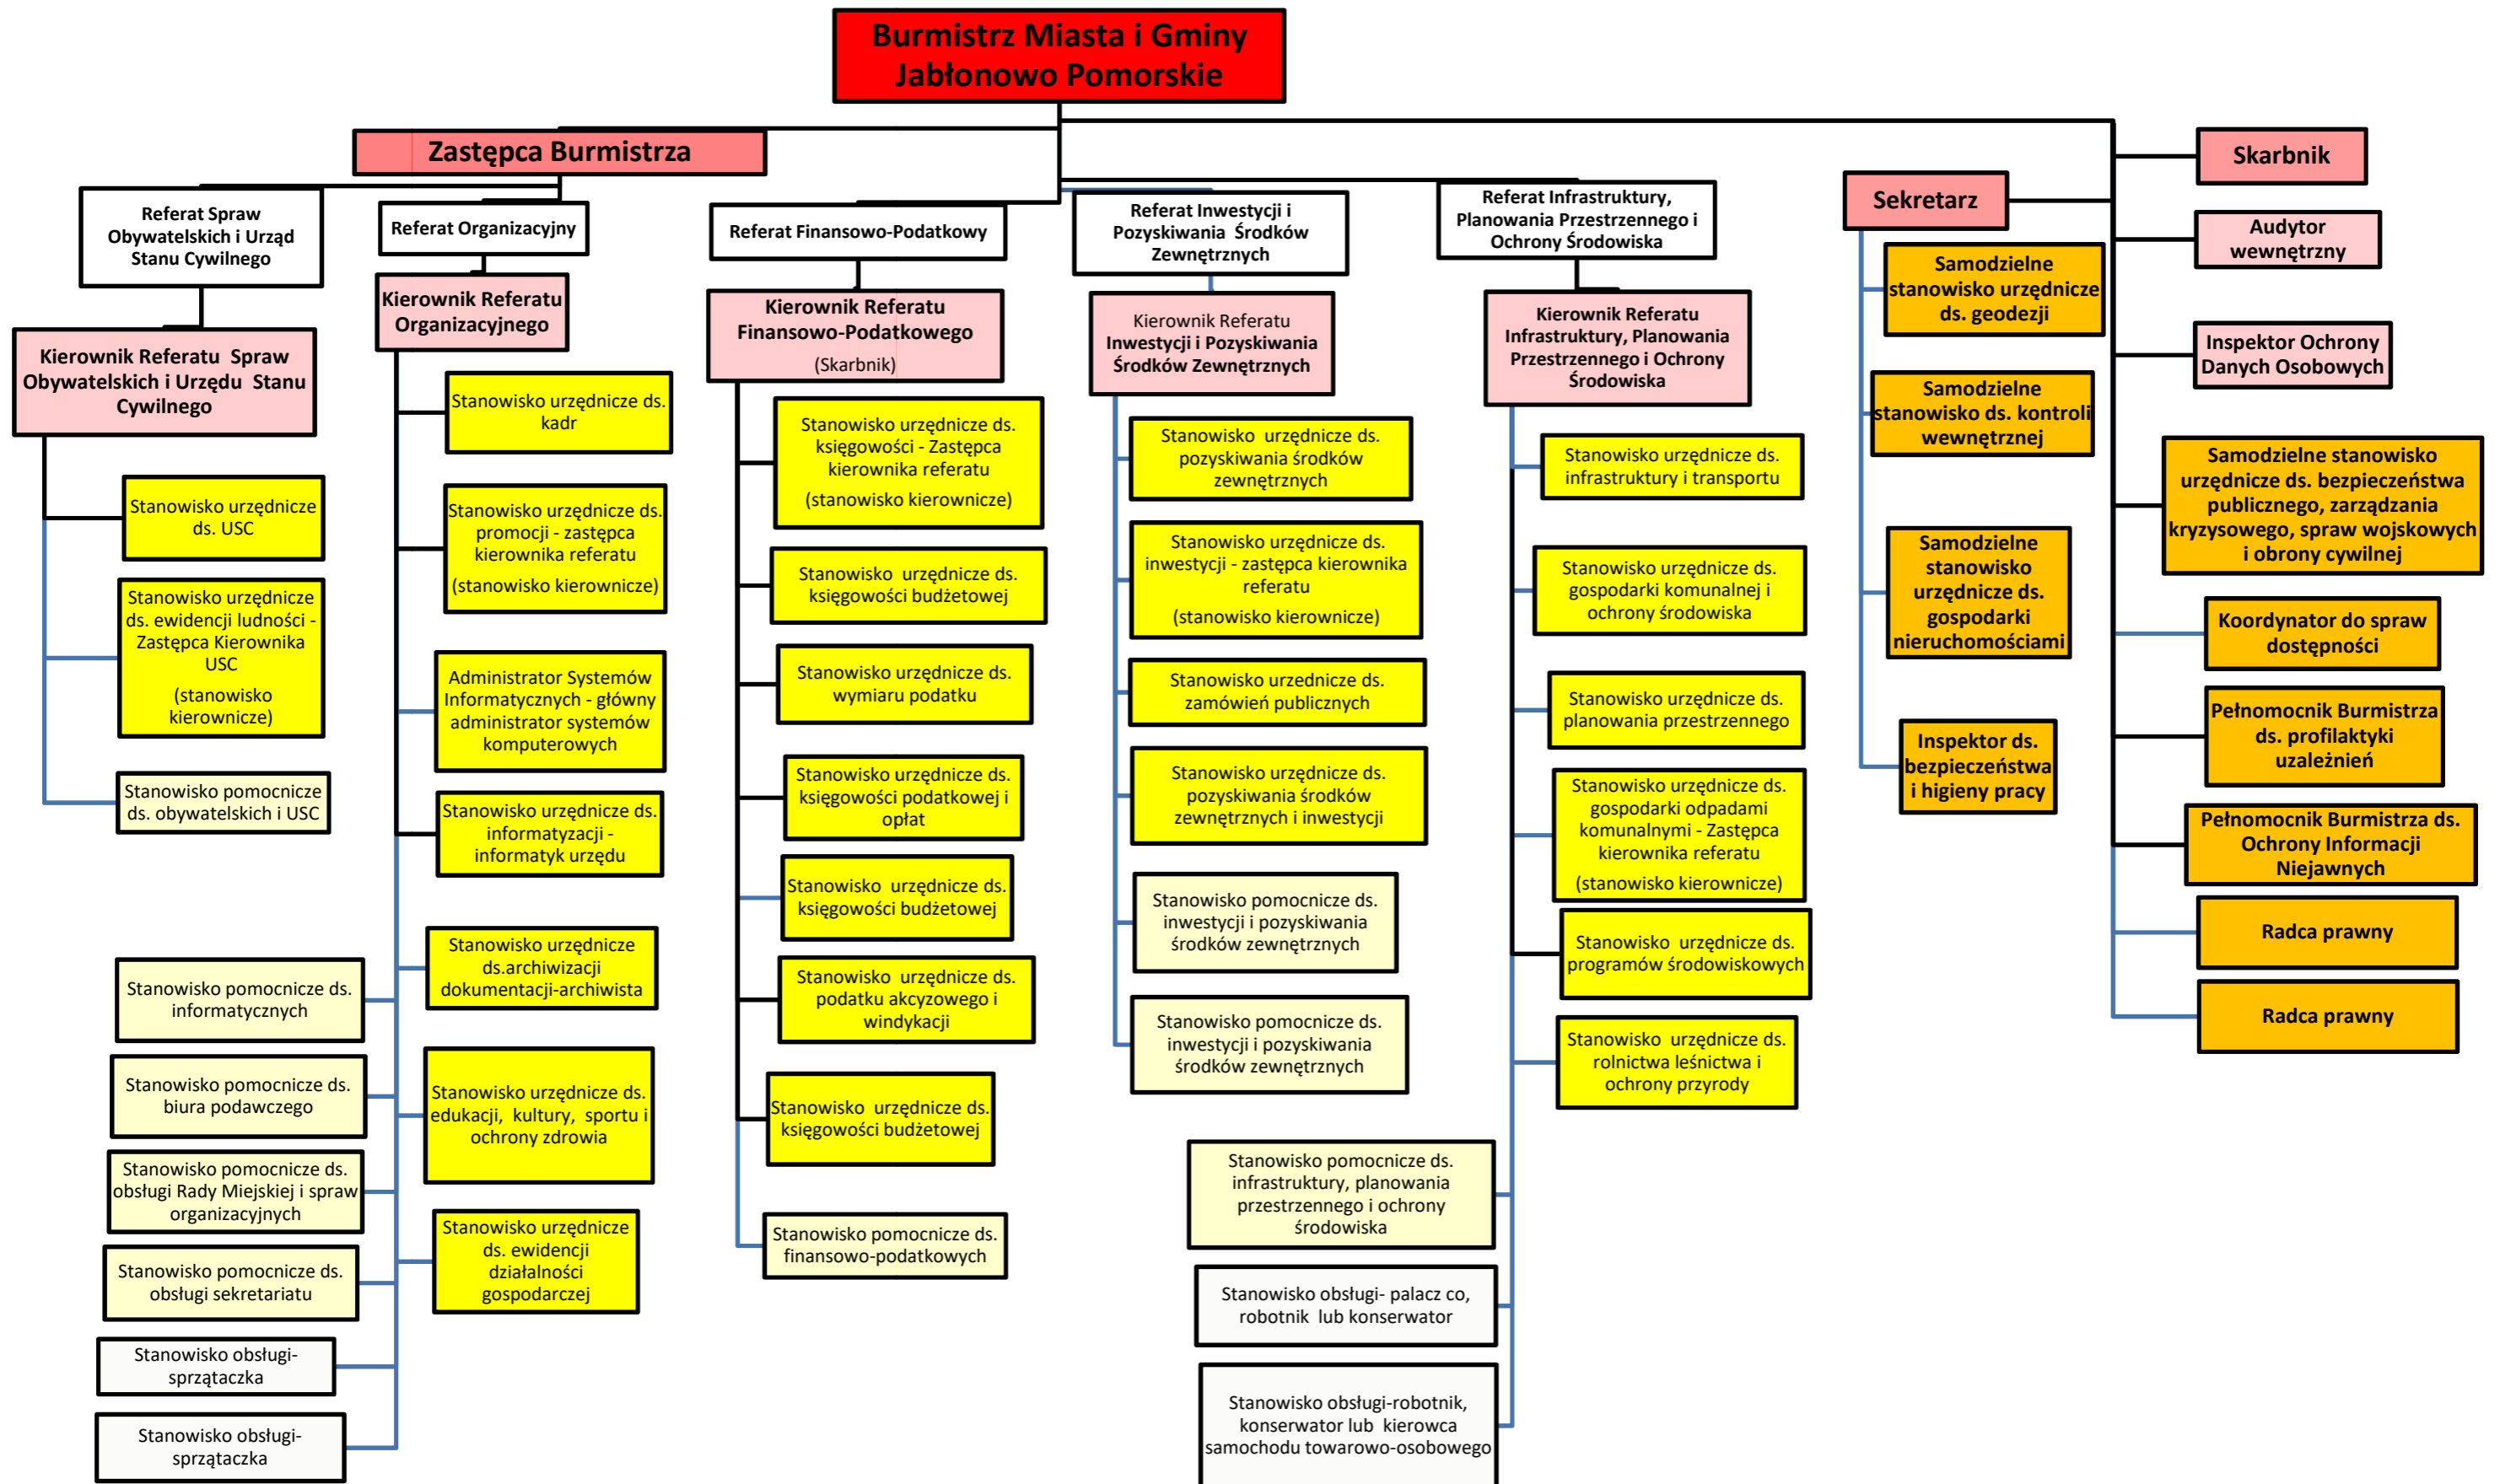 Burmistrz Miasta i Gminy
Jabłonowo Pomorskie
Zastępca Burmistrza
Referat Spraw
Obywatelskich i Urząd
Stanu Cywilnego
Kierownik Referatu Spraw
Obywatelskich i Urzędu Stanu
Cywilnego
Stanowisko urzędnicze
ds. USC
Stanowisko urzędnicze
ds. ewidencji ludności -
Zastępca Kierownika
USC
(stanowisko
kierownicze)
Stanowisko pomocnicze
ds. obywatelskich i USC
Referat Organizacyjny
Kierownik Referatu
Organizacyjnego
Stanowisko urzędnicze ds.
kadr
Stanowisko urzędnicze ds.
promocji - zastępca
kierownika referatu
(stanowisko kierownicze)
Administrator Systemów
Informatycznych - główny
administrator systemów
komputerowych
Stanowisko urzędnicze ds.
informatyzacji -
informatyk urzędu
Stanowisko urzędnicze
ds.archiwizacji
dokumentacji-archiwista
Stanowisko urzędnicze ds.
edukacji, kultury, sportu i
ochrony zdrowia
Stanowisko urzędnicze
ds. ewidencji
działalności
gospodarczej
Stanowisko pomocnicze ds.
informatycznych
Stanowisko pomocnicze ds.
biura podawczego
Stanowisko pomocnicze ds.
obsługi Rady Miejskiej i spraw
organizacyjnych
Stanowisko pomocnicze ds.
obsługi sekretariatu
Stanowisko obsługi-
sprzątaczka
Stanowisko obsługi-
sprzątaczka
Referat Finansowo-Podatkowy
Kierownik Referatu
Finansowo-Podatkowego
(Skarbnik)
Stanowisko urzędnicze ds.
księgowości - Zastępca
kierownika referatu
(stanowisko kierownicze)
Stanowisko urzędnicze ds.
księgowości budżetowej
Stanowisko urzędnicze ds.
wymiaru podatku
Stanowisko urzędnicze ds.
księgowości podatkowej i
opłat
Stanowisko urzędnicze ds.
księgowości budżetowej
Stanowisko urzędnicze ds.
podatku akcyzowego i
windykacji
Stanowisko urzędnicze ds.
księgowości budżetowej
Stanowisko pomocnicze ds.
finansowo-podatkowych
Referat Inwestycji i
Pozyskiwania Środków
Zewnętrznych
Kierownik Referatu
Inwestycji i Pozyskiwania
Środków Zewnętrznych
Stanowisko urzędnicze ds.
pozyskiwania środków
zewnętrznych
Stanowisko urzędnicze ds.
inwestycji - zastępca kierownika
referatu
(stanowisko kierownicze)
Stanowisko urzednicze ds.
zamówień publicznych
Stanowisko urzędnicze ds.
pozyskiwania środków
zewnętrznych i inwestycji
Stanowisko pomocnicze ds.
inwestycji i pozyskiwania
środków zewnętrznych
Stanowisko pomocnicze ds.
inwestycji i pozyskiwania
środków zewnętrznych
Referat Infrastruktury,
Planowania Przestrzennego i
Ochrony Środowiska
Kierownik Referatu
Infrastruktury, Planowania
Przestrzennego i Ochrony
Środowiska
Stanowisko urzędnicze ds.
infrastruktury i transportu
Stanowisko urzędnicze ds.
gospodarki komunalnej i
ochrony środowiska
Stanowisko urzędnicze ds.
planowania przestrzennego
Stanowisko urzędnicze ds.
gospodarki odpadami
komunalnymi - Zastępca
kierownika referatu
(stanowisko kierownicze)
Stanowisko urzędnicze ds.
programów środowiskowych
Stanowisko urzędnicze ds.
rolnictwa leśnictwa i
ochrony przyrody
Stanowisko pomocnicze ds.
infrastruktury, planowania
przestrzennego i ochrony
środowiska
Stanowisko obsługi- palacz co,
robotnik lub konserwator
Stanowisko obsługi-robotnik,
konserwator lub kierowca
samochodu towarowo-osobowego
Sekretarz
Samodzielne
stanowisko urzędnicze
ds. geodezji
Samodzielne
stanowisko ds. kontroli
wewnętrznej
Samodzielne
stanowisko
urzędnicze ds.
gospodarki
nieruchomościami
Inspektor ds.
bezpieczeństwa
i higieny pracy
Skarbnik
Audytor
wewnętrzny
Inspektor Ochrony
Danych Osobowych
Samodzielne stanowisko
urzędnicze ds. bezpieczeństwa
publicznego, zarządzania
kryzysowego, spraw wojskowych
i obrony cywilnej
Koordynator do spraw
dostępności
Pełnomocnik Burmistrza
ds. profilaktyki
uzależnień
Pełnomocnik Burmistrza ds.
Ochrony Informacji
Niejawnych
Radca prawny
Radca prawny